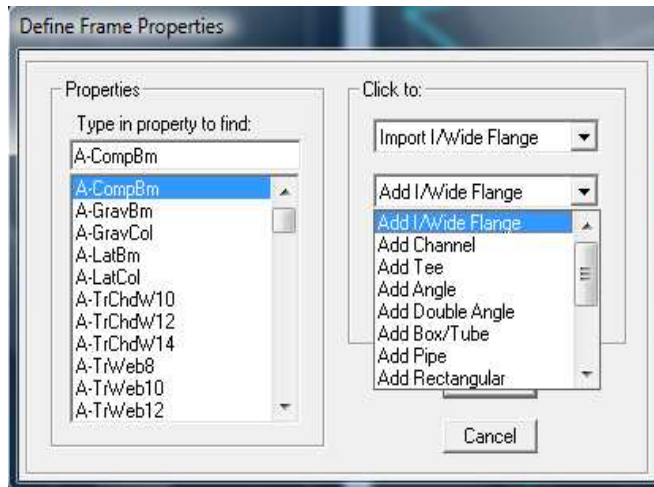 Define Frame Properties
Properties
Type in property to find:
A-CompBm
A-CompBm
A-GravBm
A-GravCol
A-LatBm
A-LatCol
A-TrChdW10
A-TrChdW12
A-TrChdW14
A-TrWeb8
A-TrWeb10
A-TrWeb12
Click to:
Import I/Wide Flange
Add I/Wide Flange
Add I/Wide Flange
Add Channel
Add Tee
Add Angle
Add Double Angle
Add Box/Tube
Add Pipe
Add Rectangular
Cancel